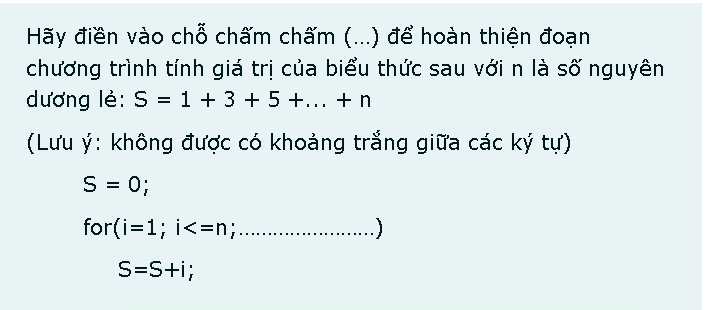 Hãy điền vào chỗ chấm chấm (...) để hoàn thiện đoạn
chương trình tính giá trị của biểu thức sau với n là số nguyên
dương lẻ: S = 1 + 3 + 5 +... + n
(Lưu ý: không được có khoảng trắng giữa các ký tự)
S = 0;
for(i=1; i<=n;........................)
S=S+i;